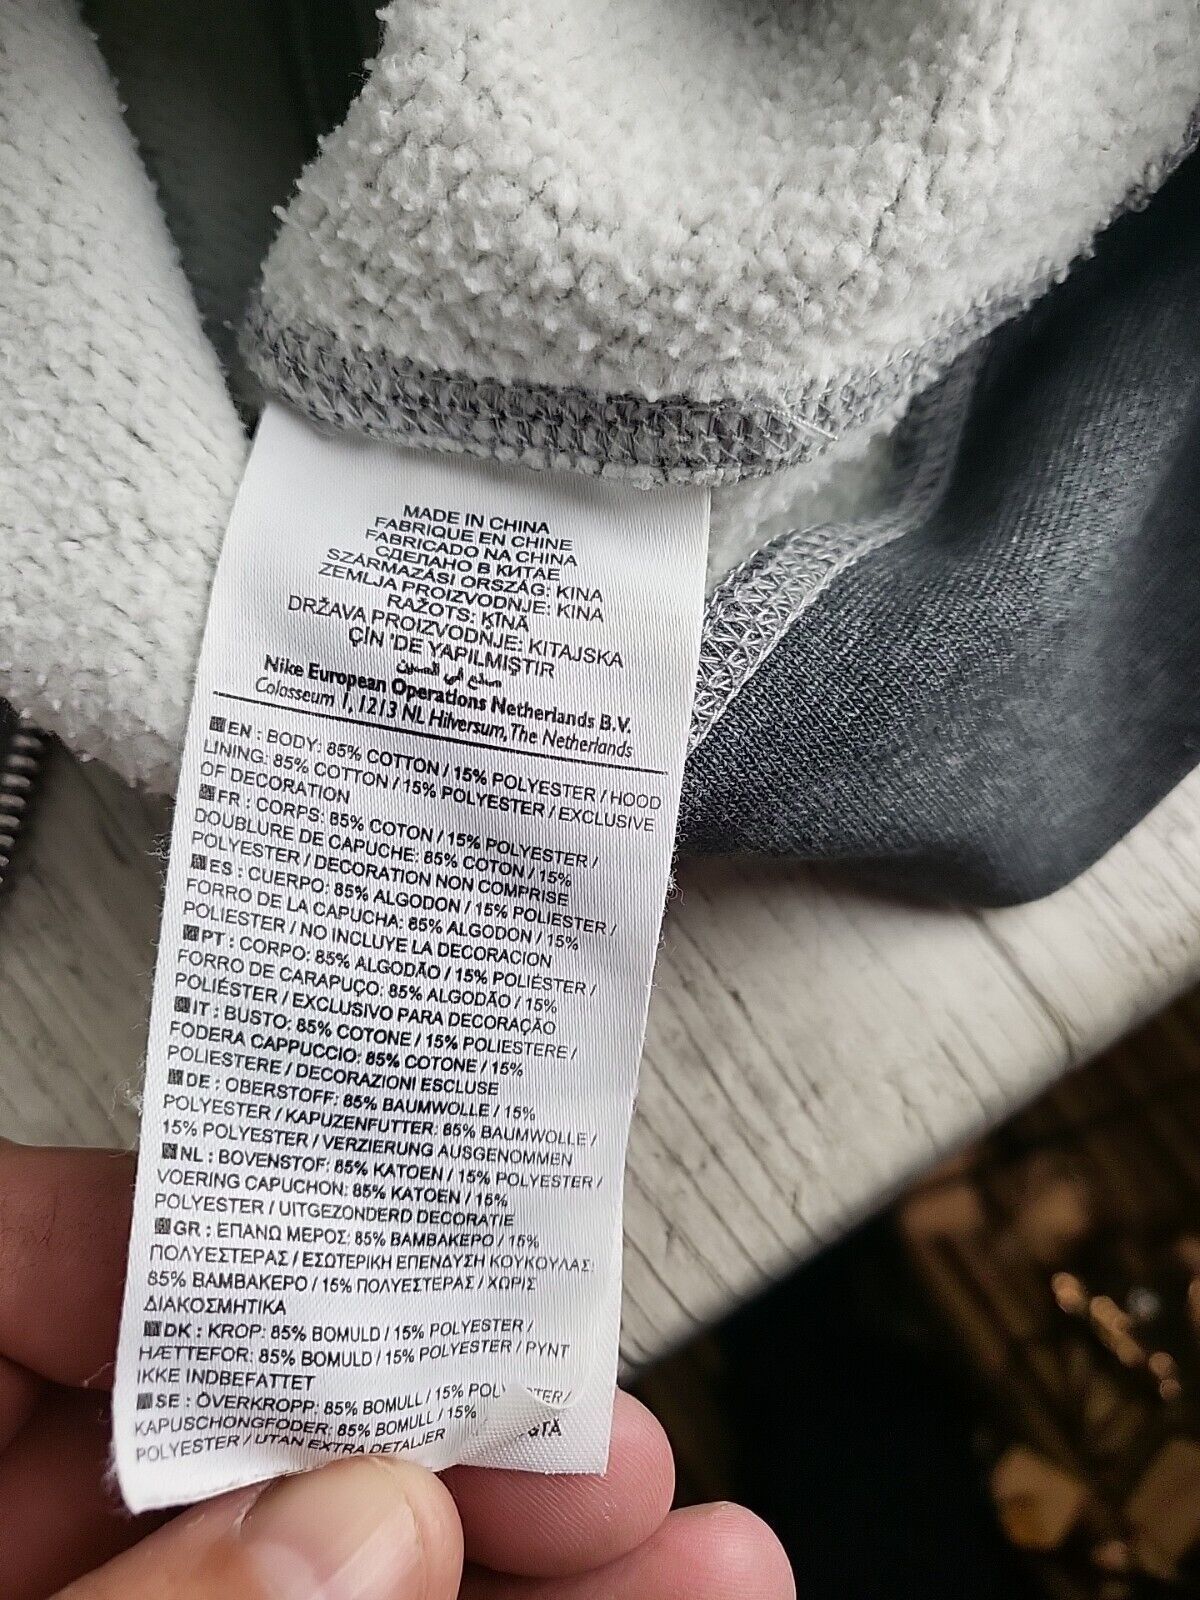 MADE IN CHINA
FABRIQUE EN CHINE
FABRICADO NA CHINA
СДЕЛАНО В КИТАЕ
SZÁRMAZÁSI ORSZÁG: KINA
ZEMLJA PROIZVODNJE: KINA
RAŽOTS: ĶĪNĀ
DRŽAVA PROIZVODNJE: KITAJSKA
ÇİN 'DE YAPILMIŞTIR
صنع في الصين
Nike European Operations Netherlands B.V.
Colosseum 1, 1213 NL Hilversum, The Netherlands
EN : BODY: 85% COTTON / 15% POLYESTER / HOOD
LINING: 85% COTTON / 15% POLYESTER / EXCLUSIVE
OF DECORATION
FR : CORPS: 85% COTON / 15% POLYESTER /
DOUBLURE DE CAPUCHE: 85% COTON / 15%
POLYESTER / DECORATION NON COMPRISE
ES : CUERPO: 85% ALGODON / 15% POLIESTER /
FORRO DE LA CAPUCHA: 85% ALGODON / 15%
POLIESTER / NO INCLUYE LA DECORACION
PT : CORPO: 85% ALGODÃO / 15% POLIÉSTER /
FORRO DE CARAPUÇO: 85% ALGODÃO / 15%
POLIÉSTER / EXCLUSIVO PARA DECORAÇÃO
IT : BUSTO: 85% COTONE / 15% POLIESTERE /
FODERA CAPPUCCIO: 85% COTONE / 15%
POLIESTERE / DECORAZIONI ESCLUSE
DE : OBERSTOFF: 85% BAUMWOLLE / 15%
POLYESTER / KAPUZENFUTTER: 85% BAUMWOLLE /
15% POLYESTER / VERZIERUNG AUSGENOMMEN
NL : BOVENSTOF: 85% KATOEN / 15% POLYESTER /
VOERING CAPUCHON: 85% KATOEN / 15%
POLYESTER / UITGEZONDERD DECORATIE
GR : ΕΠΑΝΩ ΜΕΡΟΣ: 85% ΒΑΜΒΑΚΕΡΟ / 15%
ΠΟΛΥΕΣΤΕΡΑΣ / ΕΣΩΤΕΡΙΚΗ ΕΠΕΝΔΥΣΗ ΚΟΥΚΟΥΛΑΣ:
85% ΒΑΜΒΑΚΕΡΟ / 15% ΠΟΛΥΕΣΤΕΡΑΣ / ΧΩΡΙΣ
ΔΙΑΚΟΣΜΗΤΙΚΑ
DK : KROP: 85% BOMULD / 15% POLYESTER /
HÆTTEFOR: 85% BOMULD / 15% POLYESTER / PYNT
IKKE INDBEFATTET
SE : ÖVERKROPP: 85% BOMULL / 15%
KAPUSCHONGFODER: 85% BOMULL / 15%
POLYESTER / UTAN EXTRA DETALJER